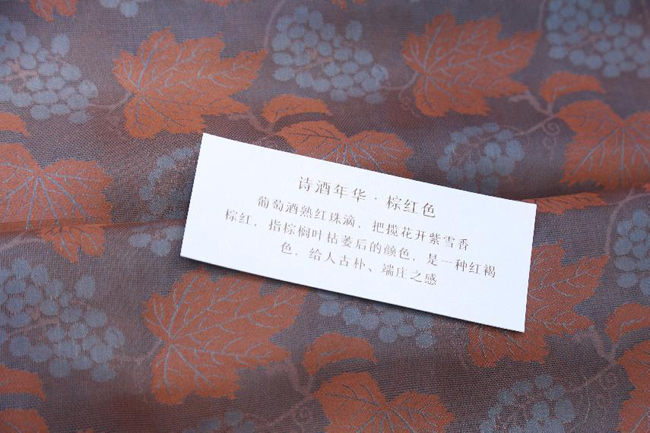 诗酒年华·棕红色
葡萄酒熟红珠滴，把揽花开紫雪香
棕红，指棕榈叶枯萎后的颜色，是一种红褐
色，给人古朴、端庄之感